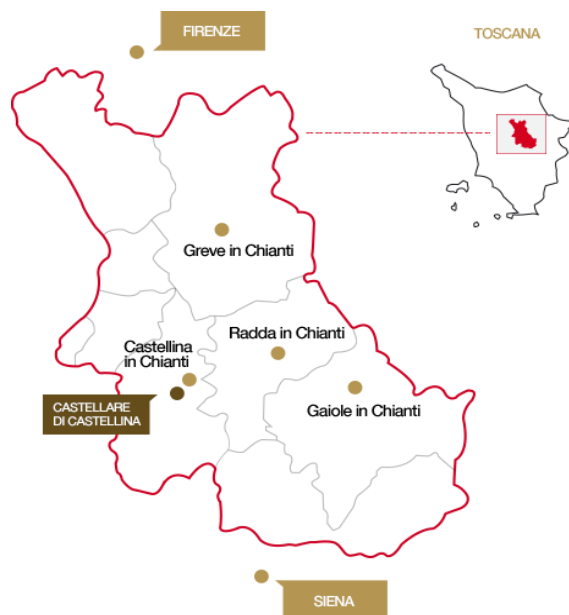 FIRENZE
TOSCANA
Greve in Chianti
Radda in Chianti
Castellina
in Chianti
CASTELLARE
DI CASTELLINA
Gaiole in Chianti
SIENA